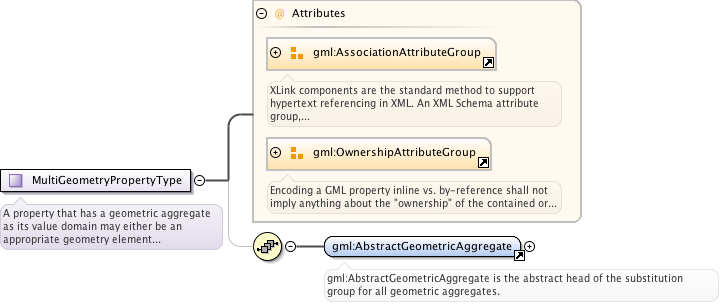 @ Attributes
gml:AssociationAttributeGroup
XLink components are the standard method to support
hypertext referencing in XML. An XML Schema attribute
group,...
gml:OwnershipAttributeGroup
Encoding a GML property inline vs. by-reference shall not
imply anything about the "ownership" of the contained or...
MultiGeometryPropertyType
A property that has a geometric aggregate
as its value domain may either be an
appropriate geometry element...
gml:AbstractGeometricAggregate
gml:AbstractGeometricAggregate is the abstract head of the substitution
group for all geometric aggregates.